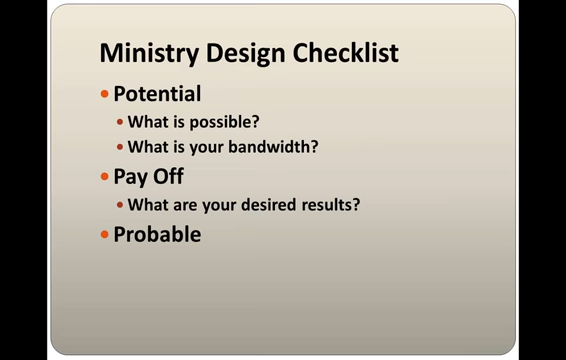 Ministry Design Checklist
• Potential
• What is possible?
• What is your bandwidth?
• Pay Off
• What are your desired results?
• Probable